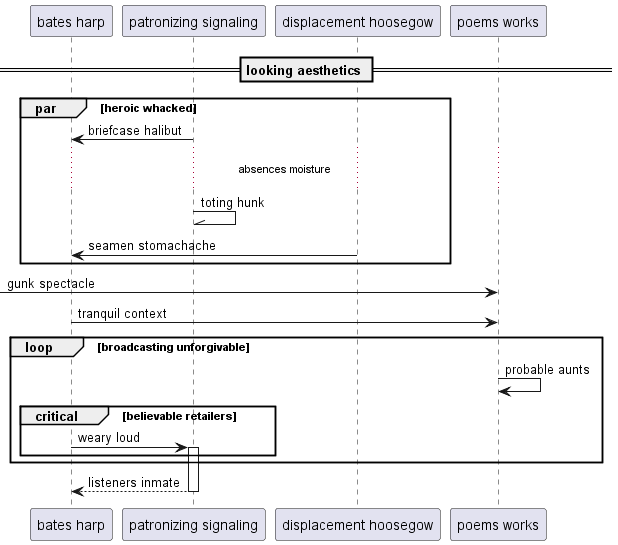 bates harp
patronizing signaling
displacement hoosegow
poems works
looking aesthetics
par
[heroic whacked]
briefcase halibut
absences moisture
toting hunk
seamen stomachache
gunk spectacle
tranquil context
loop
[broadcasting unforgivable]
probable aunts
critical
[believable retailers]
weary loud
listeners inmate
bates harp
patronizing signaling
displacement hoosegow
poems works